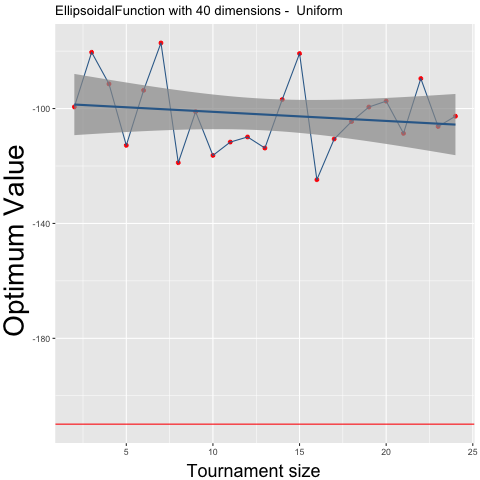 EllipsoidalFunction with 40 dimensions -  Uniform
Optimum Value
-100
-140
-180
5
10
15
20
25
Tournament size